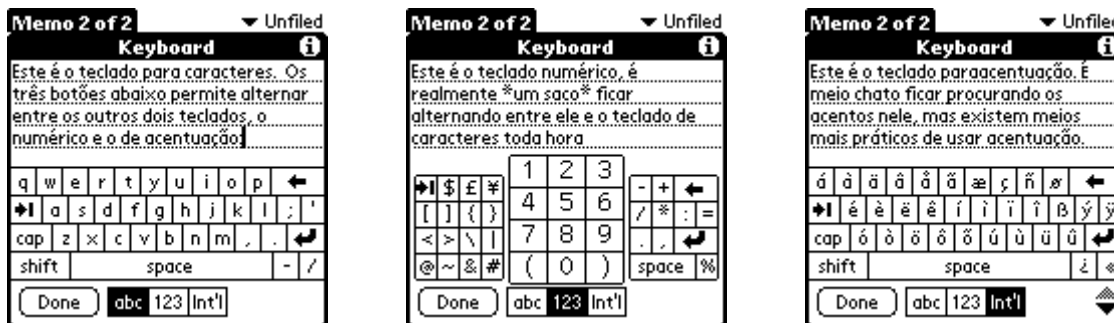 Memo 2 of 2
Unfiled
Keyboard
Este é o teclado para caracteres. Os
três botões abaixo permite alternar
entre os outros dois teclados, o
numérico e o de acentuação.
q w e r t y u i o p
a s d f g h j k l ; '
cap z x c v b n m , .
shift space - /
Done abc 123 Int'l
Memo 2 of 2
Unfiled
Keyboard
Este é o teclado numérico, é
realmente *um saco* ficar
alternando entre ele e o teclado de
caracteres toda hora
1 2 3
$ £ ¥ - +
4 5 6
[ ] { } / * : =
7 8 9
< > \ | . ,
@ ~ & # ( 0 ) space %
Done abc 123 Int'l
Memo 2 of 2
Unfiled
Keyboard
Este é o teclado paraacentuação. É
meio chato ficar procurando os
acentos nele, mas existem meios
mais práticos de usar acentuação.
á à ä â å ã æ ç ñ ø
é è ë ê í ì ï î ß ý ÿ
cap ó ò ö ô õ ú ù ü û
shift space ¿ «
Done abc 123 Int'l